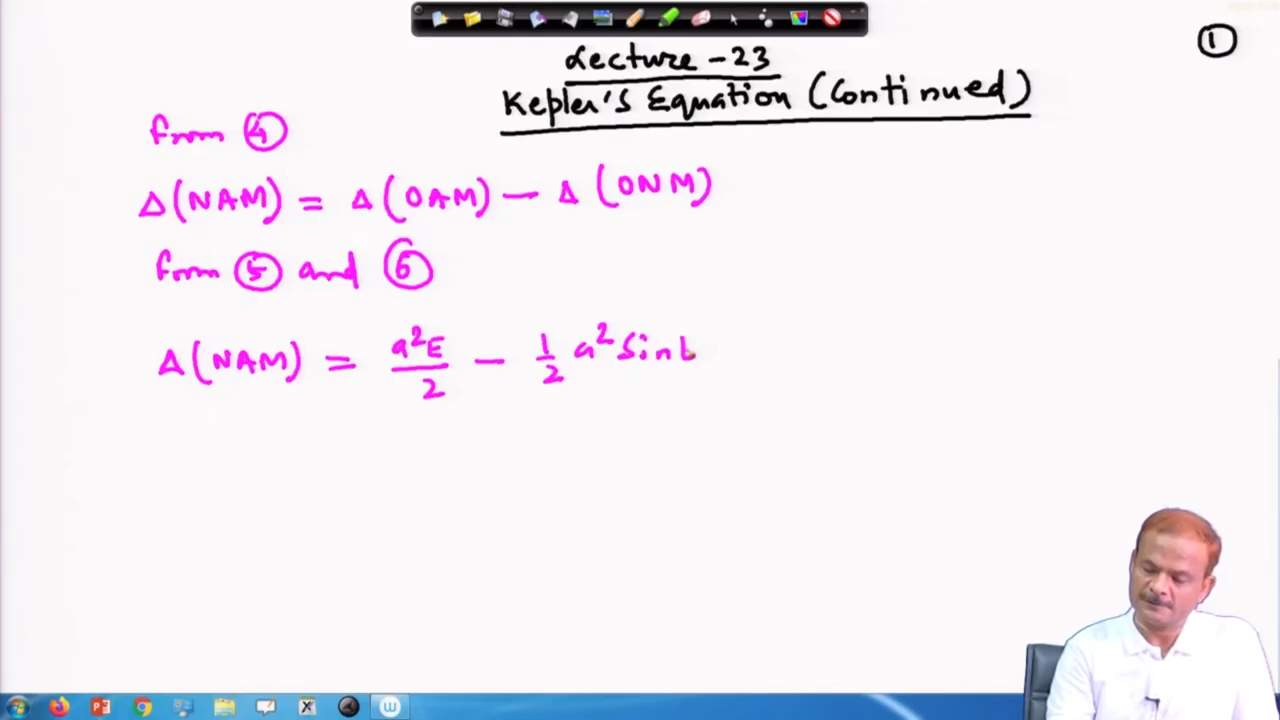 ①
Lecture - 23
Kepler's Equation (Continued)
from ④
Δ(NAM) = Δ(OAM) - Δ(ONM)
form ⑤ and ⑥
Δ(NAM) = a²E/2 - 1/2 a² Sin